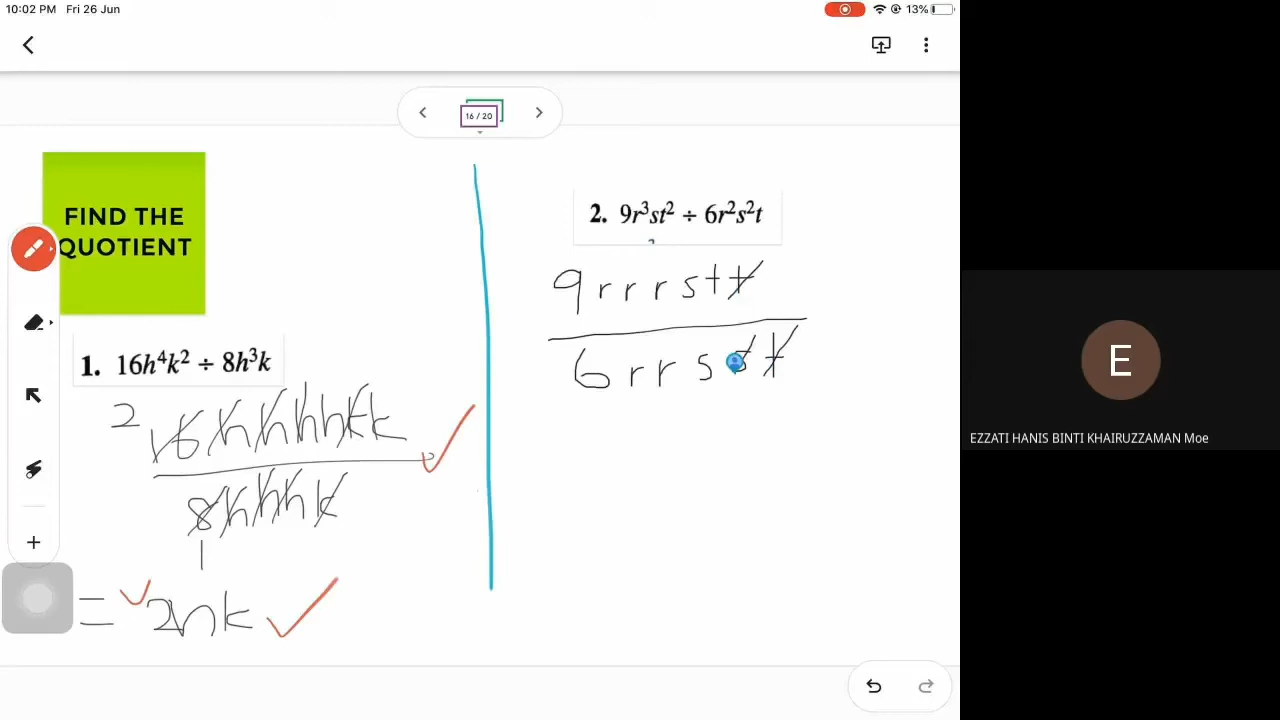 10:02 PM Fri 26 Jun
13%
16 / 20
FIND THE
QUOTIENT
1. 16h⁴k² ÷ 8h³k
2 16hhhhkk
8hhhk
1
= 2hk
2. 9r³st² ÷ 6r²s²t
9rrrstt
6rrsst
E
EZZATI HANIS BINTI KHAIRUZZAMAN Moe